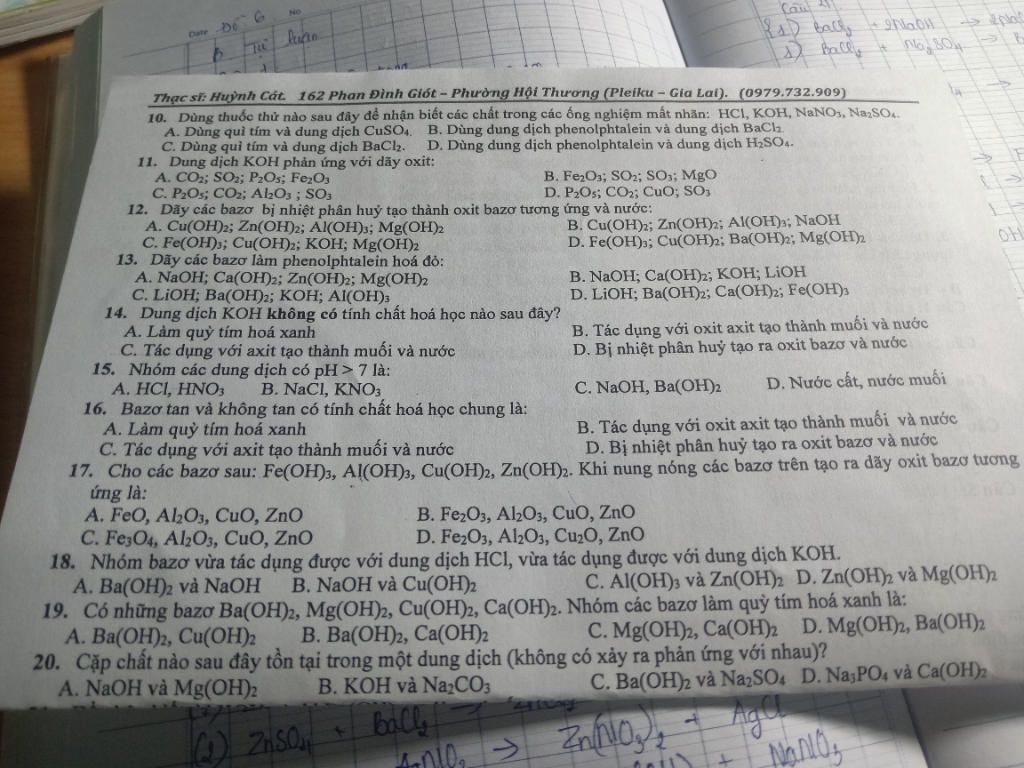 Date
No
Đề 6
B Tự luận
Câu 21
1) BaCl2 + 2NaOH
1) BaCl2 + Na2SO4
Thạc sĩ: Huỳnh Cát. 162 Phan Đình Giót – Phường Hội Thương (Pleiku – Gia Lai). (0979.732.909)
10. Dùng thuốc thử nào sau đây để nhận biết các chất trong các ống nghiệm mất nhãn: HCl, KOH, NaNO₃, Na₂SO₄.
A. Dùng quì tím và dung dịch CuSO₄. B. Dùng dung dịch phenolphtalein và dung dịch BaCl₂
C. Dùng quì tím và dung dịch BaCl₂. D. Dùng dung dịch phenolphtalein và dung dịch H₂SO₄.
11. Dung dịch KOH phản ứng với dãy oxit:
A. CO₂; SO₂; P₂O₅; Fe₂O₃ B. Fe₂O₃; SO₂; SO₃; MgO
C. P₂O₅; CO₂; Al₂O₃ ; SO₃ D. P₂O₅; CO₂; CuO; SO₃
12. Dãy các bazơ bị nhiệt phân huỷ tạo thành oxit bazơ tương ứng và nước:
A. Cu(OH)₂; Zn(OH)₂; Al(OH)₃; Mg(OH)₂ B. Cu(OH)₂; Zn(OH)₂; Al(OH)₃; NaOH
C. Fe(OH)₃; Cu(OH)₂; KOH; Mg(OH)₂ D. Fe(OH)₃; Cu(OH)₂; Ba(OH)₂; Mg(OH)₂
13. Dãy các bazơ làm phenolphtalein hoá đỏ:
A. NaOH; Ca(OH)₂; Zn(OH)₂; Mg(OH)₂ B. NaOH; Ca(OH)₂; KOH; LiOH
C. LiOH; Ba(OH)₂; KOH; Al(OH)₃ D. LiOH; Ba(OH)₂; Ca(OH)₂; Fe(OH)₃
14. Dung dịch KOH không có tính chất hoá học nào sau đây?
A. Làm quỳ tím hoá xanh B. Tác dụng với oxit axit tạo thành muối và nước
C. Tác dụng với axit tạo thành muối và nước D. Bị nhiệt phân huỷ tạo ra oxit bazơ và nước
15. Nhóm các dung dịch có pH > 7 là:
A. HCl, HNO₃ B. NaCl, KNO₃ C. NaOH, Ba(OH)₂ D. Nước cất, nước muối
16. Bazơ tan và không tan có tính chất hoá học chung là:
A. Làm quỳ tím hoá xanh B. Tác dụng với oxit axit tạo thành muối và nước
C. Tác dụng với axit tạo thành muối và nước D. Bị nhiệt phân huỷ tạo ra oxit bazơ và nước
17. Cho các bazơ sau: Fe(OH)₃, Al(OH)₃, Cu(OH)₂, Zn(OH)₂. Khi nung nóng các bazơ trên tạo ra dãy oxit bazơ tương
ứng là:
A. FeO, Al₂O₃, CuO, ZnO B. Fe₂O₃, Al₂O₃, CuO, ZnO
C. Fe₃O₄, Al₂O₃, CuO, ZnO D. Fe₂O₃, Al₂O₃, Cu₂O, ZnO
18. Nhóm bazơ vừa tác dụng được với dung dịch HCl, vừa tác dụng được với dung dịch KOH.
A. Ba(OH)₂ và NaOH B. NaOH và Cu(OH)₂ C. Al(OH)₃ và Zn(OH)₂ D. Zn(OH)₂ và Mg(OH)₂
19. Có những bazơ Ba(OH)₂, Mg(OH)₂, Cu(OH)₂, Ca(OH)₂. Nhóm các bazơ làm quỳ tím hoá xanh là:
A. Ba(OH)₂, Cu(OH)₂ B. Ba(OH)₂, Ca(OH)₂ C. Mg(OH)₂, Ca(OH)₂ D. Mg(OH)₂, Ba(OH)₂
20. Cặp chất nào sau đây tồn tại trong một dung dịch (không có xảy ra phản ứng với nhau)?
A. NaOH và Mg(OH)₂ B. KOH và Na₂CO₃ C. Ba(OH)₂ và Na₂SO₄ D. Na₃PO₄ và Ca(OH)₂
(2) ZnSO4 + BaCl2
AgNO3 → Zn(NO3)2 + AgCl
+ NaNO3